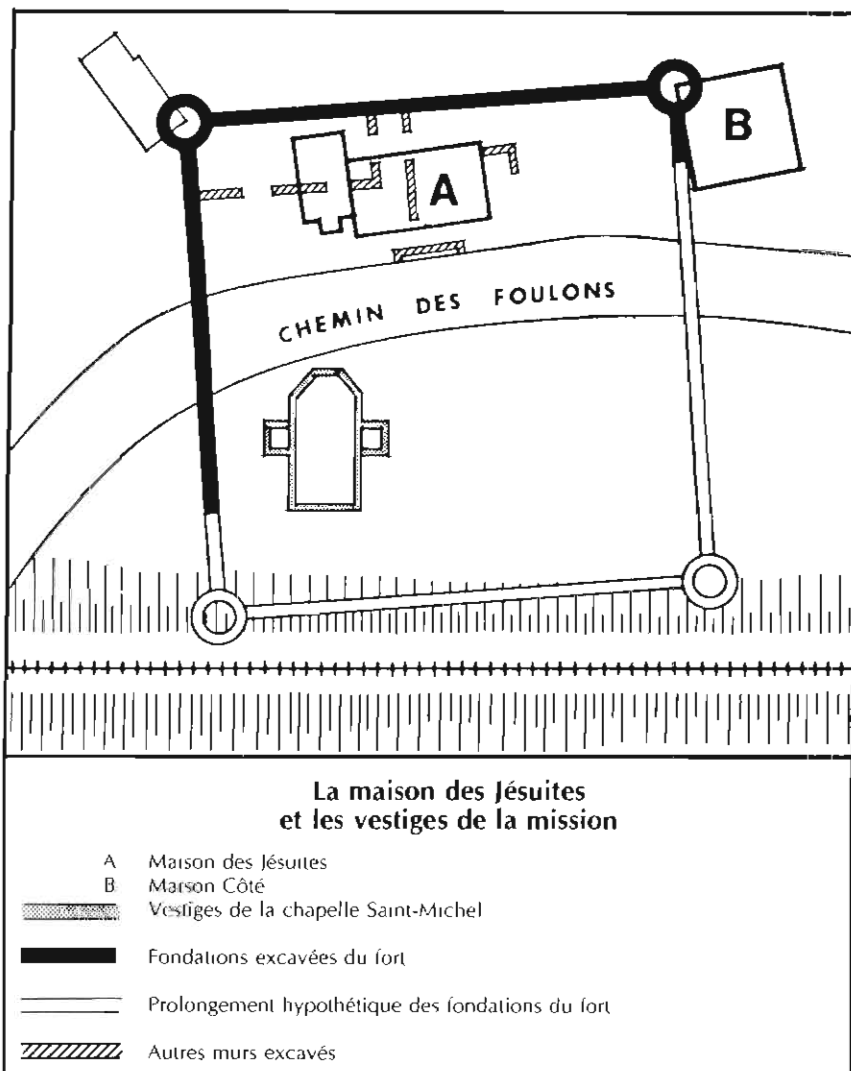 A
B
CHEMIN DES FOULONS
La maison des Jésuites
et les vestiges de la mission
A Maison des Jésuites
B Maison Côté
Vestiges de la chapelle Saint-Michel
Fondations excavées du fort
Prolongement hypothétique des fondations du fort
Autres murs excavés